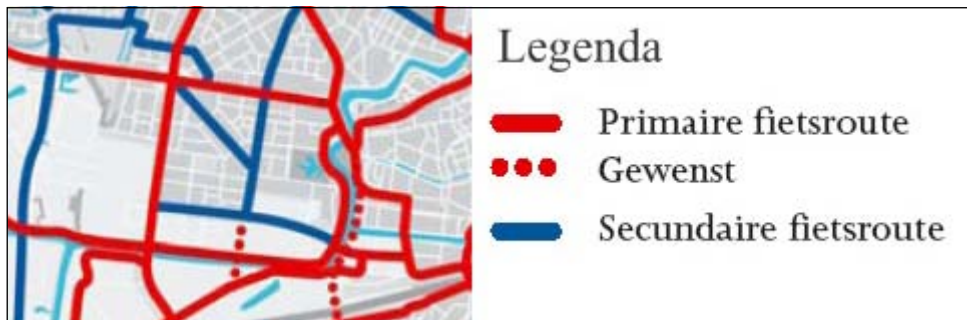 Legenda
Primaire fietsroute
Gewenst
Secundaire fietsroute